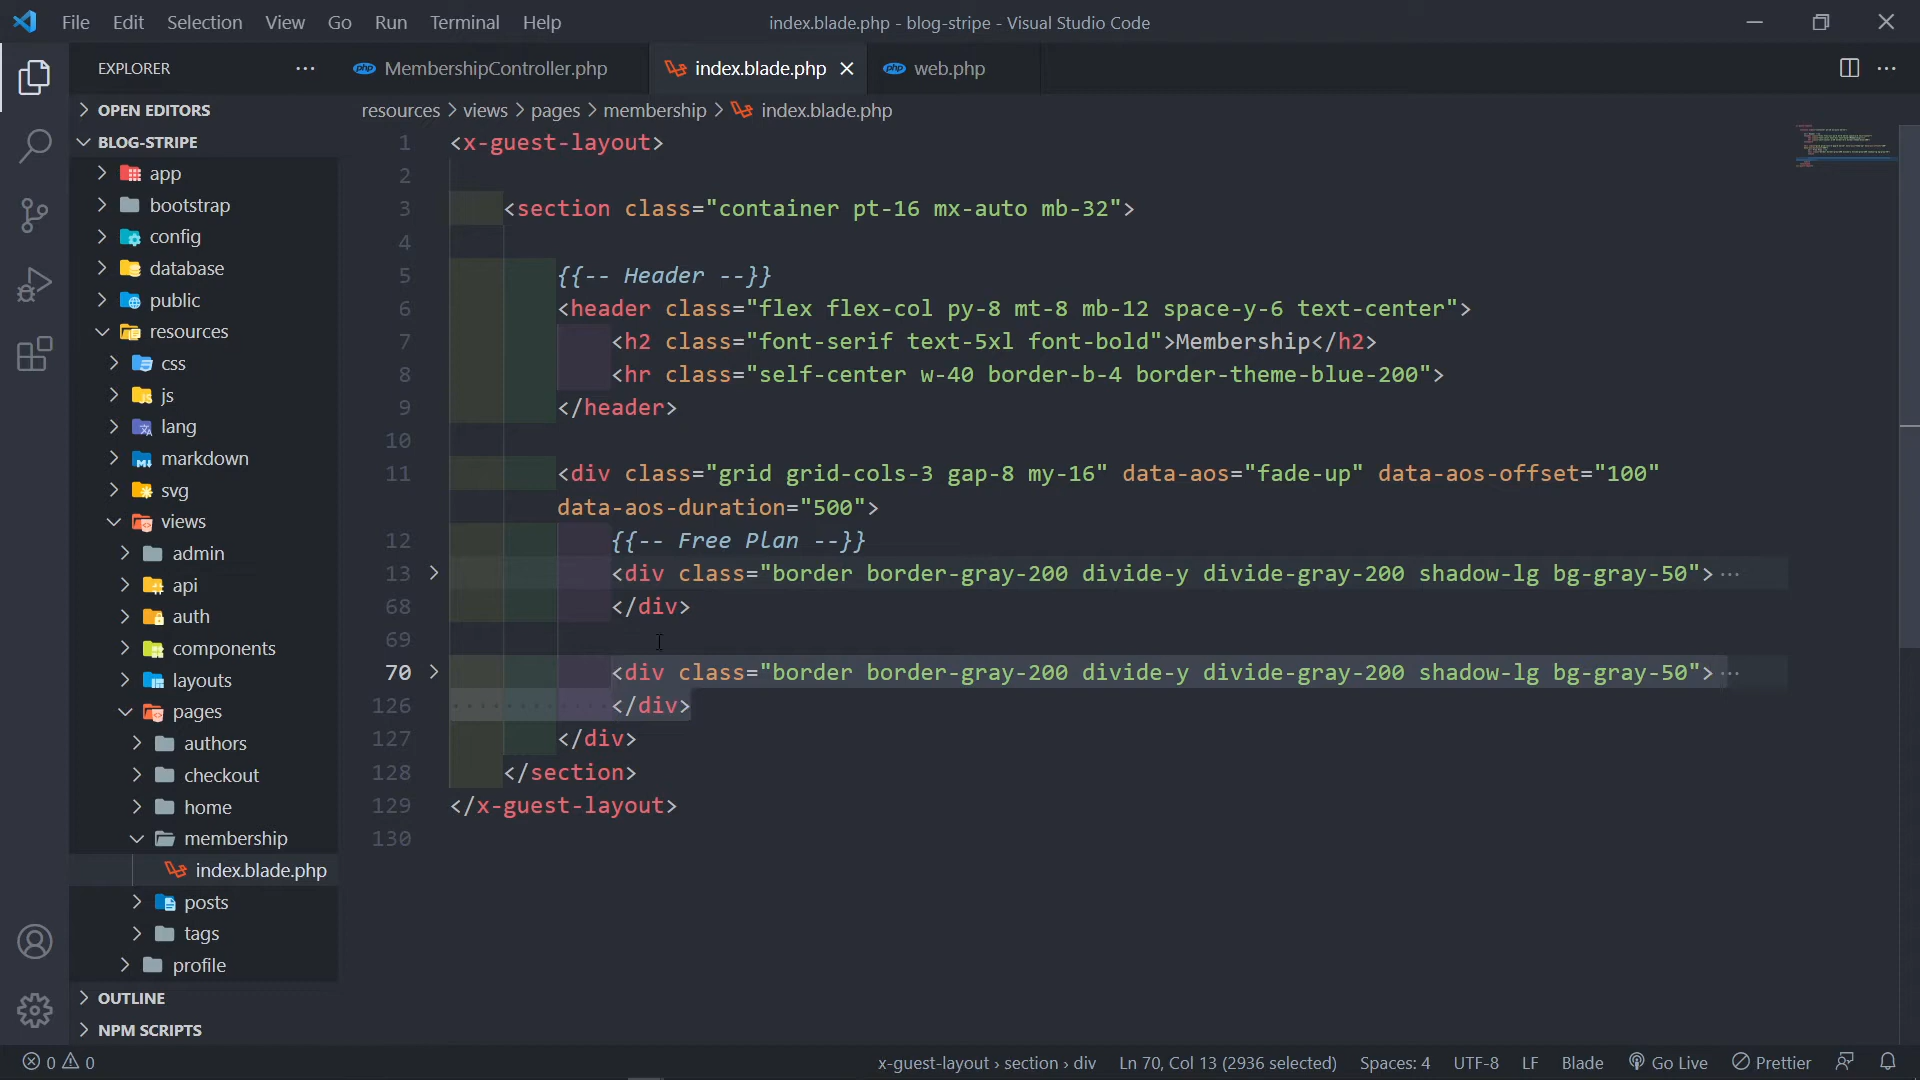 File Edit Selection View Go Run Terminal Help
index.blade.php - blog-stripe - Visual Studio Code
EXPLORER
MembershipController.php
index.blade.php
web.php
OPEN EDITORS
BLOG-STRIPE
app
bootstrap
config
database
public
resources
css
js
lang
markdown
svg
views
admin
api
auth
components
layouts
pages
authors
checkout
home
membership
index.blade.php
posts
tags
profile
OUTLINE
NPM SCRIPTS
resources > views > pages > membership > index.blade.php
1 <x-guest-layout>
2
3 <section class="container pt-16 mx-auto mb-32">
4
5 {{-- Header --}}
6 <header class="flex flex-col py-8 mt-8 mb-12 space-y-6 text-center">
7 <h2 class="font-serif text-5xl font-bold">Membership</h2>
8 <hr class="self-center w-40 border-b-4 border-theme-blue-200">
9 </header>
10
11 <div class="grid grid-cols-3 gap-8 my-16" data-aos="fade-up" data-aos-offset="100"
data-aos-duration="500">
12 {{-- Free Plan --}}
13 <div class="border border-gray-200 divide-y divide-gray-200 shadow-lg bg-gray-50">···
68 </div>
69
70 <div class="border border-gray-200 divide-y divide-gray-200 shadow-lg bg-gray-50">···
126 </div>
127 </div>
128 </section>
129 </x-guest-layout>
130
0 0
x-guest-layout › section › div
Ln 70, Col 13 (2936 selected)
Spaces: 4
UTF-8
LF
Blade
Go Live
Prettier